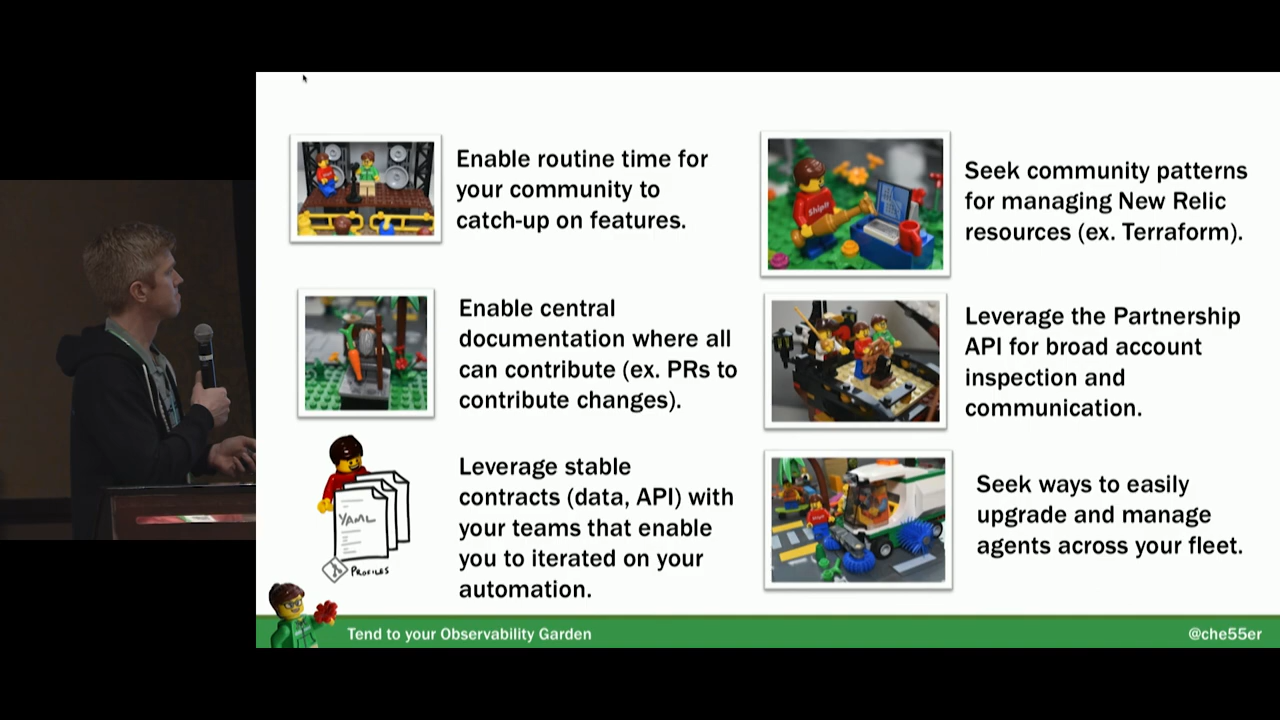 Enable routine time for
your community to
catch-up on features.
Enable central
documentation where all
can contribute (ex. PRs to
contribute changes).
YAML
PROFILES
Leverage stable
contracts (data, API) with
your teams that enable
you to iterated on your
automation.
ShipIt
Seek community patterns
for managing New Relic
resources (ex. Terraform).
Leverage the Partnership
API for broad account
inspection and
communication.
Seek ways to easily
upgrade and manage
agents across your fleet.
Tend to your Observability Garden
@che55er